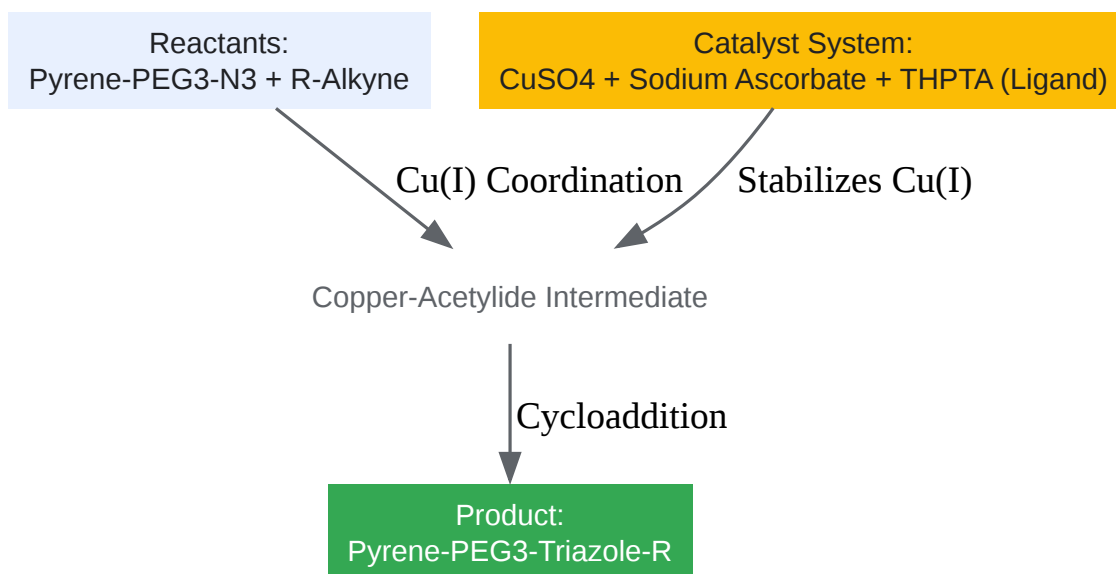 Reactants:
Pyrene-PEG3-N3 + R-Alkyne
Catalyst System:
CuSO4 + Sodium Ascorbate + THPTA (Ligand)
Cu(I) Coordination
Stabilizes Cu(I)
Copper-Acetylide Intermediate
Cycloaddition
Product:
Pyrene-PEG3-Triazole-R